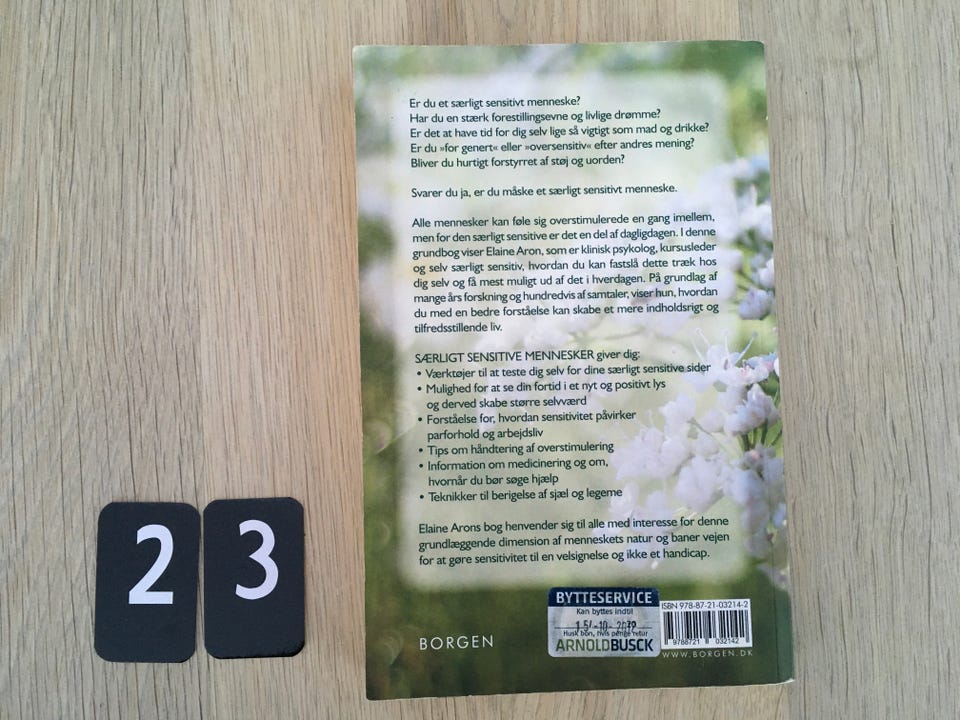 Er du et særligt sensitivt menneske?
Har du en stærk forestillingsevne og livlige drømme?
Er det at have tid for dig selv lige så vigtigt som mad og drikke?
Er du »for genert« eller »oversensitiv« efter andres mening?
Bliver du hurtigt forstyrret af støj og uorden?
Svarer du ja, er du måske et særligt sensitivt menneske.
Alle mennesker kan føle sig overstimulerede en gang imellem,
men for den særligt sensitive er det en del af dagligdagen. I denne
grundbog viser Elaine Aron, som er klinisk psykolog, kursusleder
og selv særligt sensitiv, hvordan du kan fastslå dette træk hos
dig selv og få mest muligt ud af det i hverdagen. På grundlag af
mange års forskning og hundredvis af samtaler, viser hun, hvordan
du med en bedre forståelse kan skabe et mere indholdsrigt og
tilfredsstillende liv.
SÆRLIGT SENSITIVE MENNESKER giver dig:
• Værktøjer til at teste dig selv for dine særligt sensitive sider
• Mulighed for at se din fortid i et nyt og positivt lys
og derved skabe større selvværd
• Forståelse for, hvordan sensitivitet påvirker
parforhold og arbejdsliv
• Tips om håndtering af overstimulering
• Information om medicinering og om,
hvornår du bør søge hjælp
• Teknikker til berigelse af sjæl og legeme
Elaine Arons bog henvender sig til alle med interesse for denne
grundlæggende dimension af menneskets natur og baner vejen
for at gøre sensitivitet til en velsignelse og ikke et handicap.
BYTTESERVICE
Kan byttes indtil
Husk bon, hvis penge retur
ARNOLDBUSCK
ISBN 978-87-21-03214-2
9788721 032142
WWW.BORGEN.DK
BORGEN
2 3